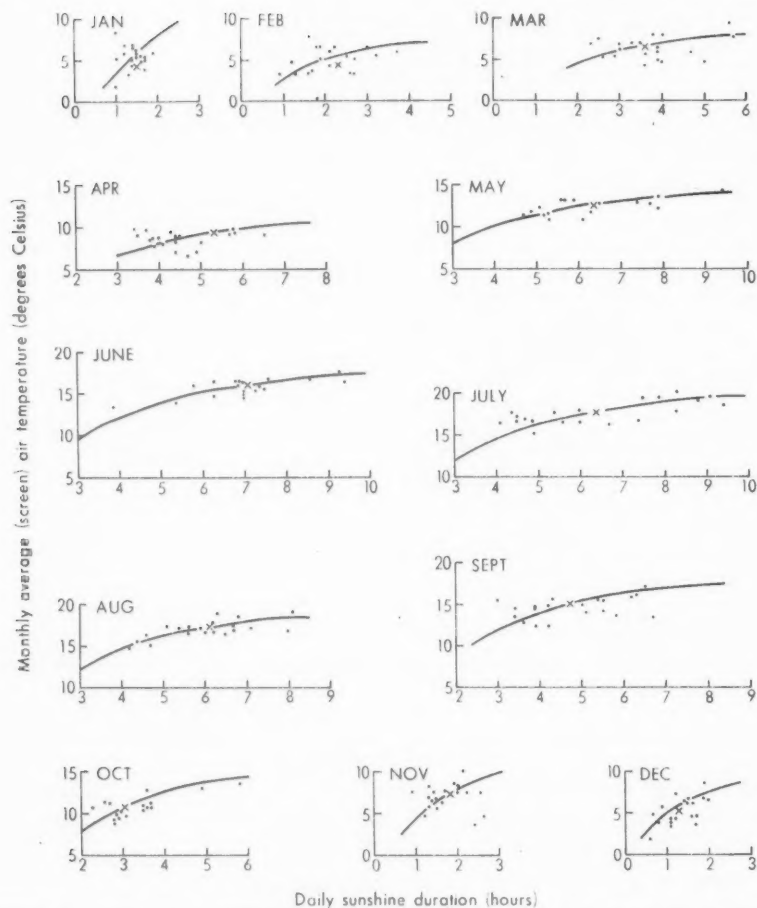 JAN
10
5
0
0 1 2 3
FEB
10
5
0
0 1 2 3 4 5
MAR
10
5
0
0 1 2 3 4 5 6
APR
15
10
5
2 3 4 5 6 7 8
MAY
15
10
5
3 4 5 6 7 8 9 10
JUNE
20
15
10
5
3 4 5 6 7 8 9 10
JULY
20
15
10
3 4 5 6 7 8 9 10
AUG
20
15
10
3 4 5 6 7 8 9
SEPT
20
15
10
2 3 4 5 6 7 8 9
OCT
15
10
5
2 3 4 5 6
NOV
10
5
0
0 1 2 3
DEC
10
5
0
0 1 2 3
Monthly average (screen) air temperature (degrees Celsius)
Daily sunshine duration (hours)